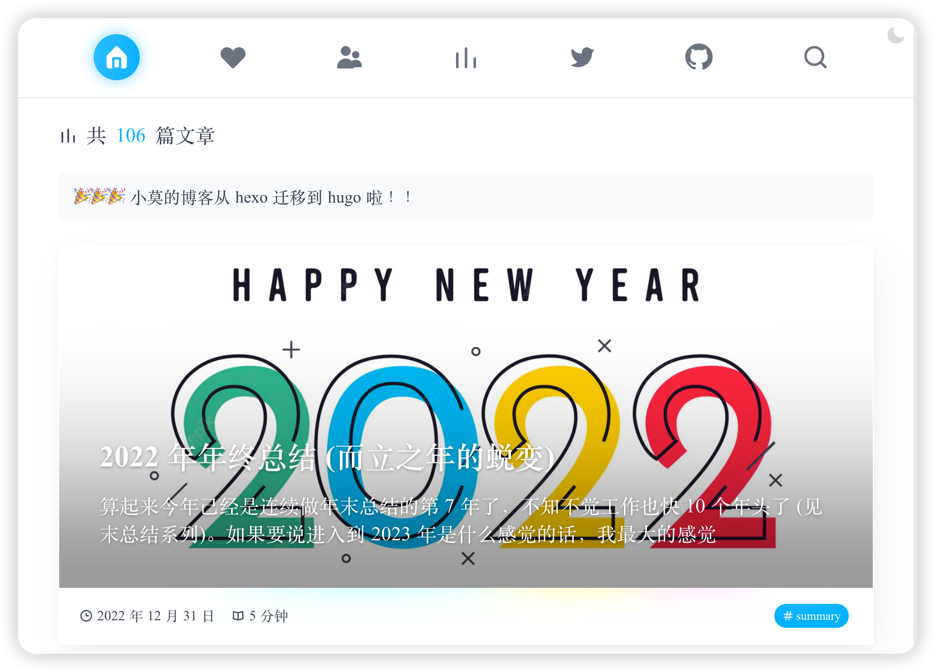 共 106 篇文章
🎉🎉🎉 小莫的博客从 hexo 迁移到 hugo 啦！！
HAPPY NEW YEAR
2022
2022 年年终总结 (而立之年的蜕变)
算起来今年已经是连续做年末总结的第 7 年了、不知不觉工作也快 10 个年头了 (见
末总结系列)。如果要说进入到 2023 年是什么感觉的话，我最大的感觉
2022 年 12 月 31 日 5 分钟
# summary